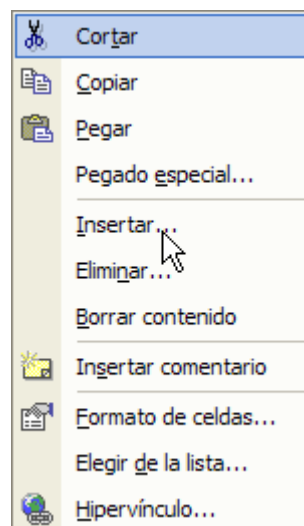 Cortar
Copiar
Pegar
Pegado especial...
Insertar...
Eliminar...
Borrar contenido
Insertar comentario
Formato de celdas...
Elegir de la lista...
Hipervínculo...